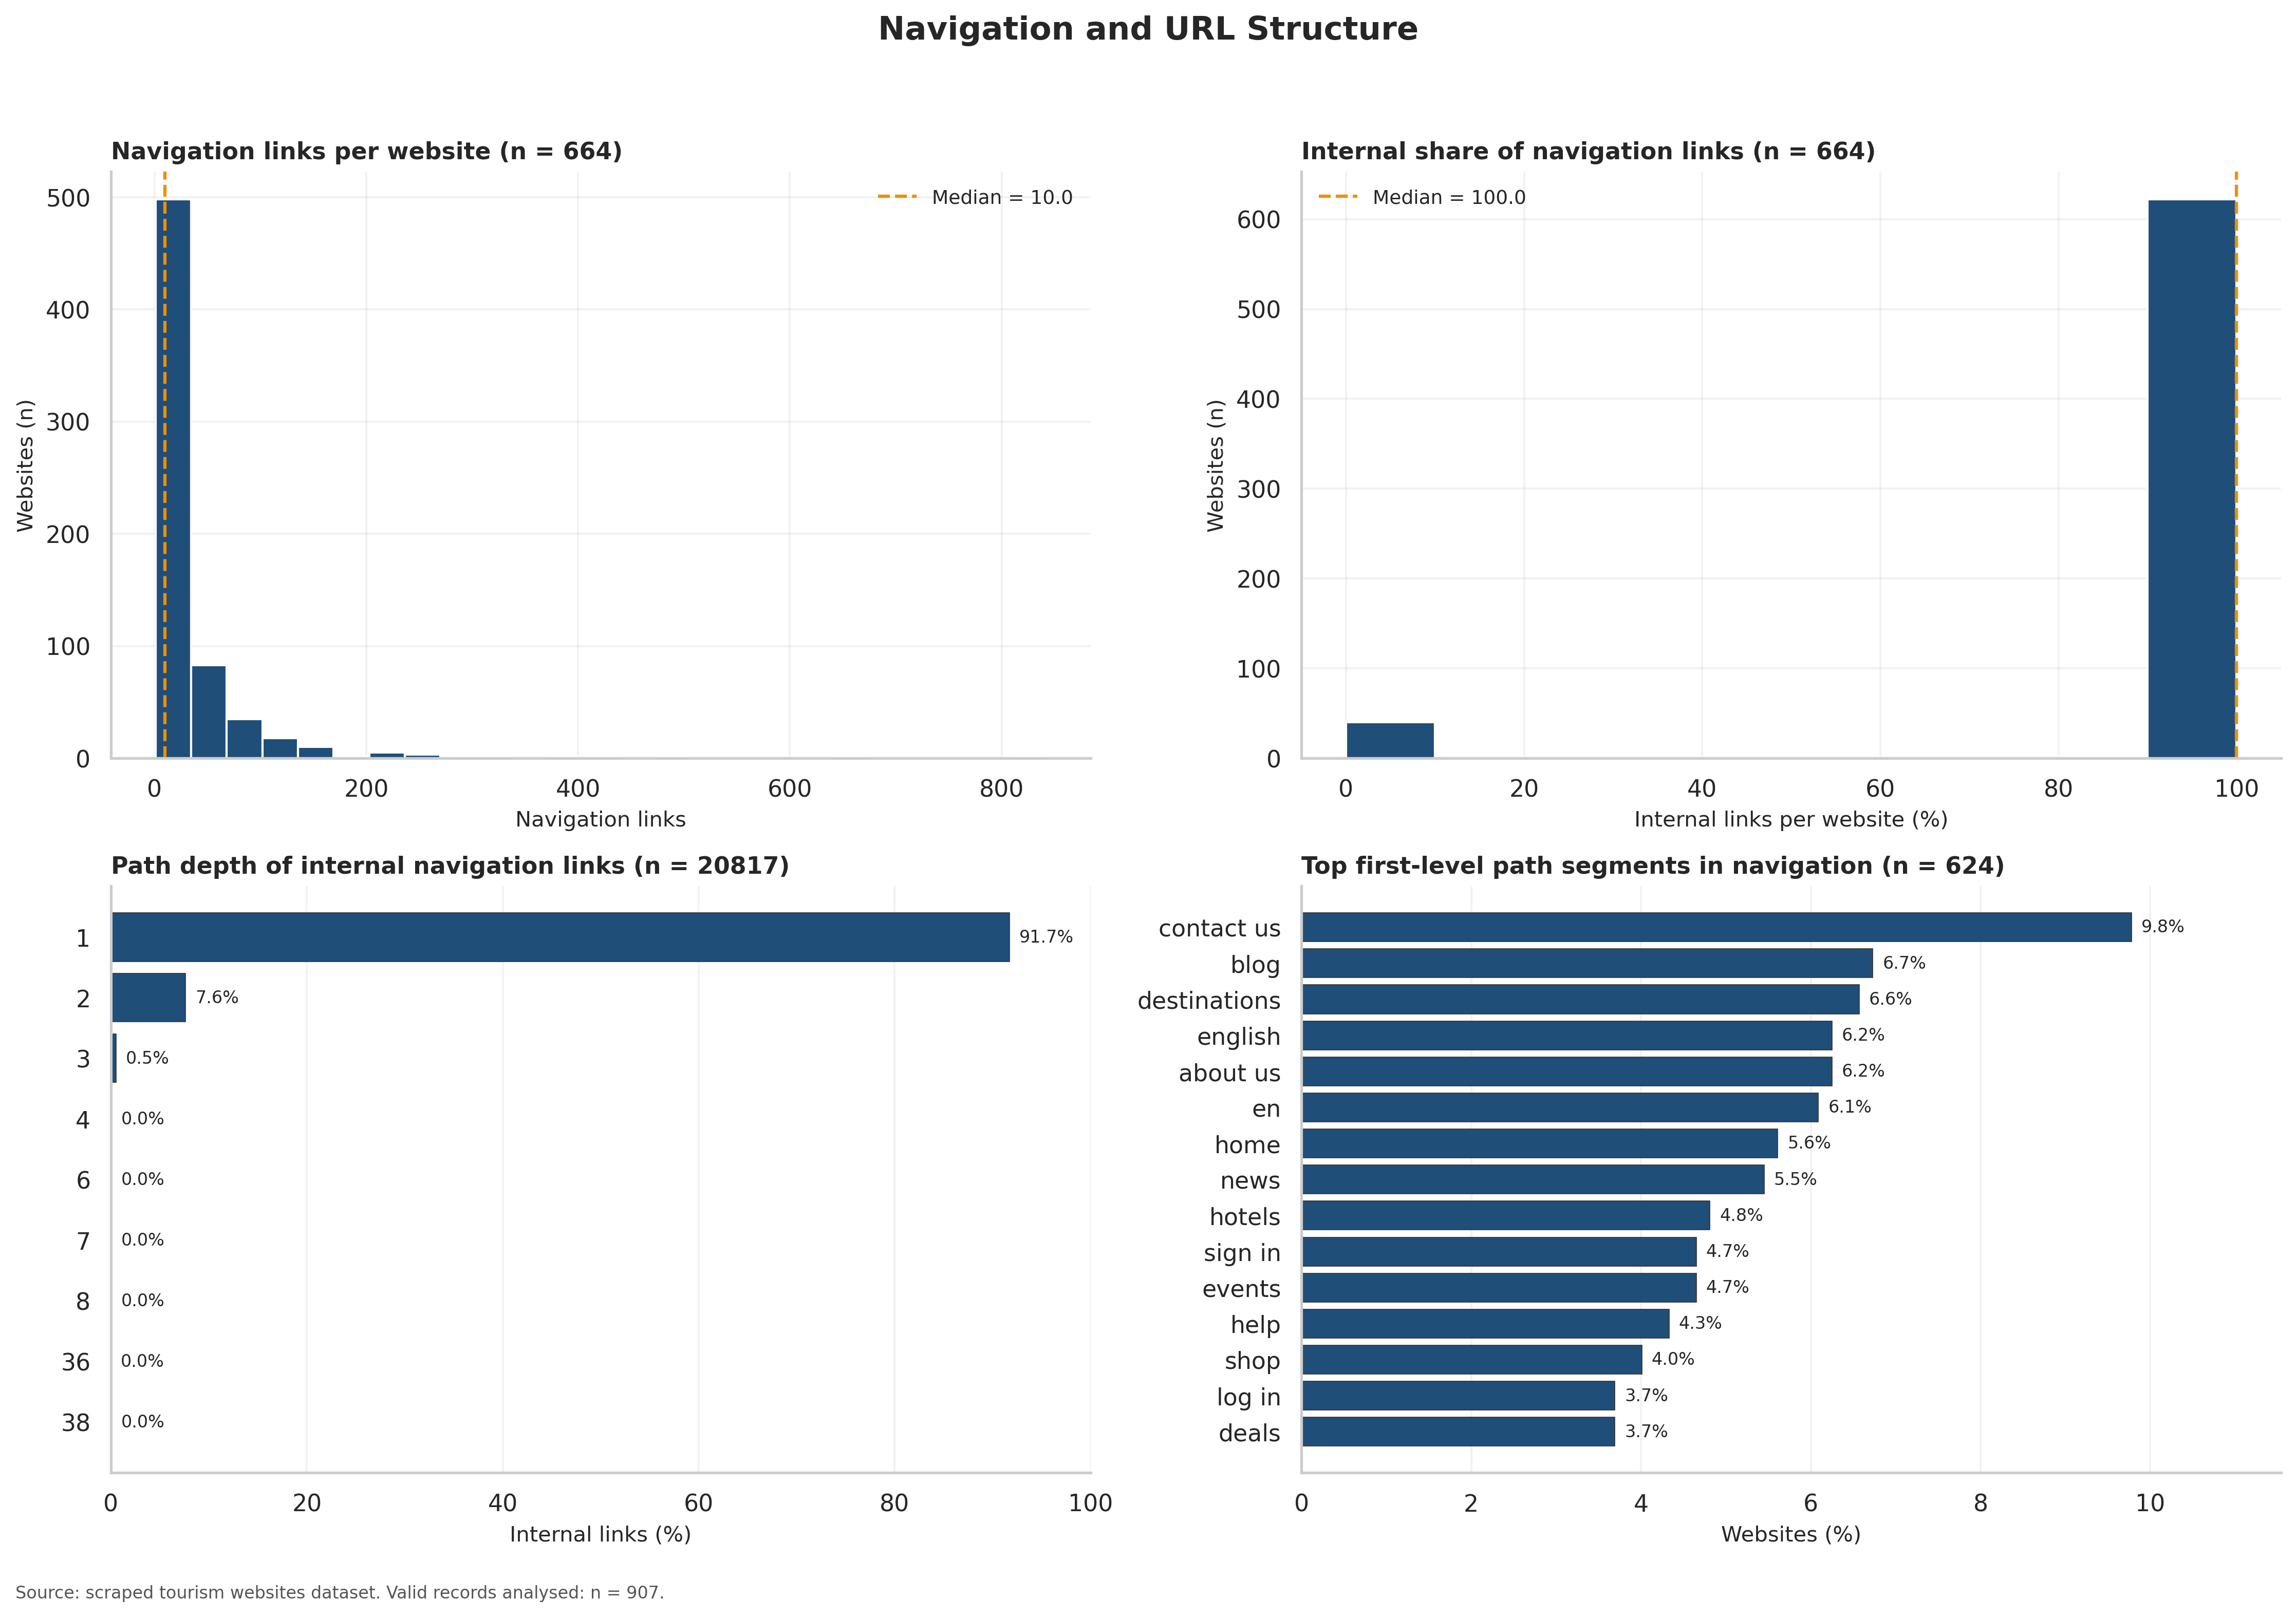 Navigation and URL Structure
Navigation links per website (n = 664)
Median = 10.0
Websites (n)
500
400
300
200
100
0
0 200 400 600 800
Navigation links
Internal share of navigation links (n = 664)
Median = 100.0
Websites (n)
600
500
400
300
200
100
0
0 20 40 60 80 100
Internal links per website (%)
Path depth of internal navigation links (n = 20817)
1 91.7%
2 7.6%
3 0.5%
4 0.0%
6 0.0%
7 0.0%
8 0.0%
36 0.0%
38 0.0%
0 20 40 60 80 100
Internal links (%)
Top first-level path segments in navigation (n = 624)
contact us 9.8%
blog 6.7%
destinations 6.6%
english 6.2%
about us 6.2%
en 6.1%
home 5.6%
news 5.5%
hotels 4.8%
sign in 4.7%
events 4.7%
help 4.3%
shop 4.0%
log in 3.7%
deals 3.7%
0 2 4 6 8 10
Websites (%)
Source: scraped tourism websites dataset. Valid records analysed: n = 907.